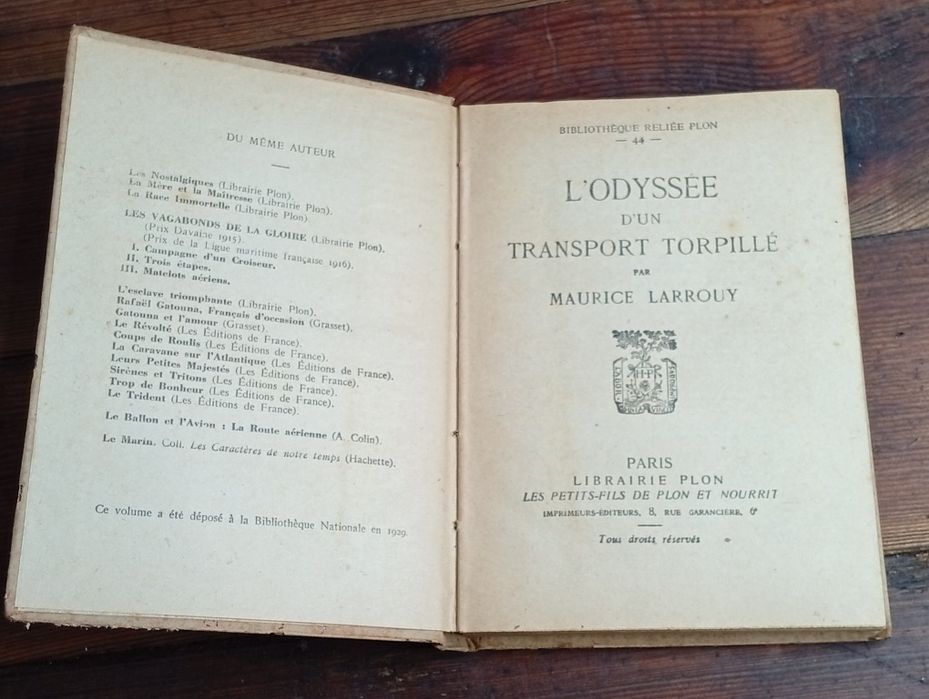 DU MÊME AUTEUR
Les Nostalgiques (Librairie Plon).
La Mère et la Maîtresse (Librairie Plon).
La Race Immortelle (Librairie Plon)
LES VAGABONDS DE LA GLOIRE (Librairie Plon).
(Prix Davaine 1915).
(Prix de la Ligue maritime française 1916).
I. Campagne d'un Croiseur.
II. Trois étapes.
III. Matelots aériens.
L'esclave triomphante (Librairie Plon).
Rafaël Gatouna, Français d'occasion (Grasset).
Gatouna et l'amour (Grasset).
Le Révolté (Les Éditions de France).
Coups de Roulis (Les Éditions de France).
La Caravane sur l'Atlantique (Les Éditions de France).
Leurs Petites Majestés (Les Éditions de France).
Sirènes et Tritons (Les Éditions de France).
Trop de Bonheur (Les Éditions de France).
Le Trident (Les Éditions de France).
Le Ballon et l'Avion : La Route aérienne (A. Colin).
Le Marin. Coll. Les Caractères de notre temps (Hachette).
Ce volume a été déposé à la Bibliothèque Nationale en 1929.
BIBLIOTHÈQUE RELIÉE PLON
— 44 —
L'ODYSSÉE
D'UN
TRANSPORT TORPILLÉ
PAR
MAURICE LARROUY
PARIS
LIBRAIRIE PLON
LES PETITS-FILS DE PLON ET NOURRIT
IMPRIMEURS-ÉDITEURS, 8, RUE GARANCIÈRE, 6e
Tous droits réservés